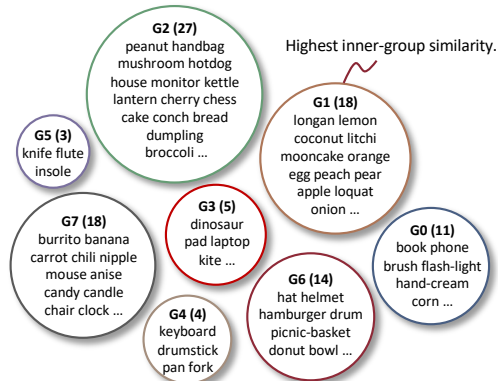 G2 (27)
peanut handbag
mushroom hotdog
house monitor kettle
lantern cherry chess
cake conch bread
dumpling
broccoli ...
Highest inner-group similarity.
G1 (18)
longan lemon
coconut litchi
mooncake orange
egg peach pear
apple loquat
onion ...
G5 (3)
knife flute
insole
G3 (5)
dinosaur
pad laptop
kite ...
G7 (18)
burrito banana
carrot chili nipple
mouse anise
candy candle
chair clock ...
G0 (11)
book phone
brush flash-light
hand-cream
corn ...
G6 (14)
hat helmet
hamburger drum
picnic-basket
donut bowl ...
G4 (4)
keyboard
drumstick
pan fork